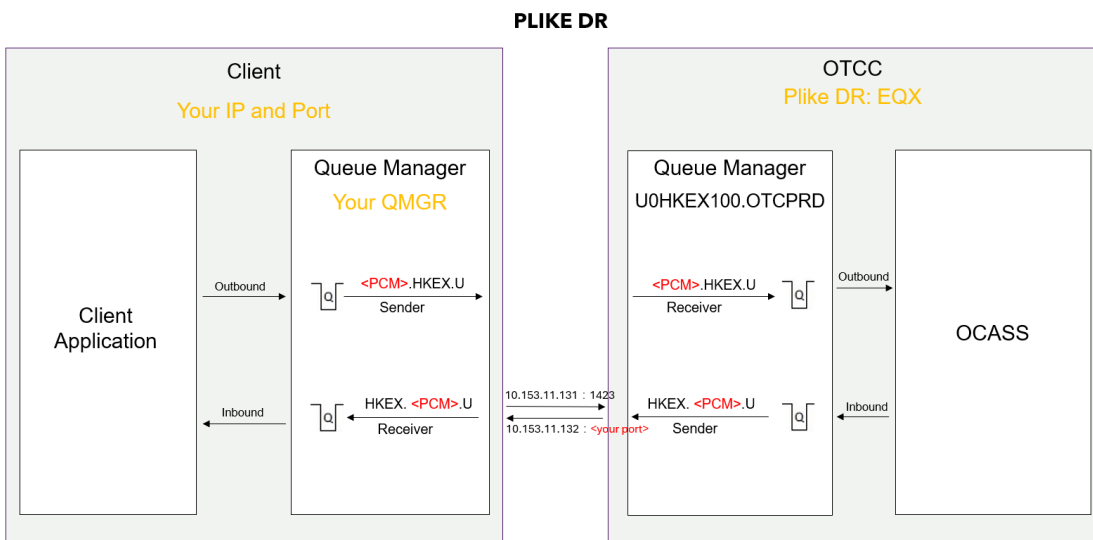 PLIKE DR
Client
Your IP and Port
OTCC
Plike DR: EQX
Client
Application
Outbound
Inbound
Queue Manager
Your QMGR
Q
<PCM>.HKEX.U
Sender
Q
HKEX. <PCM>.U
Receiver
10.153.11.131 : 1423
10.153.11.132 : <your port>
Queue Manager
U0HKEX100.OTCPRD
<PCM>.HKEX.U
Receiver
Q
HKEX. <PCM>.U
Sender
Q
Outbound
Inbound
OCASS